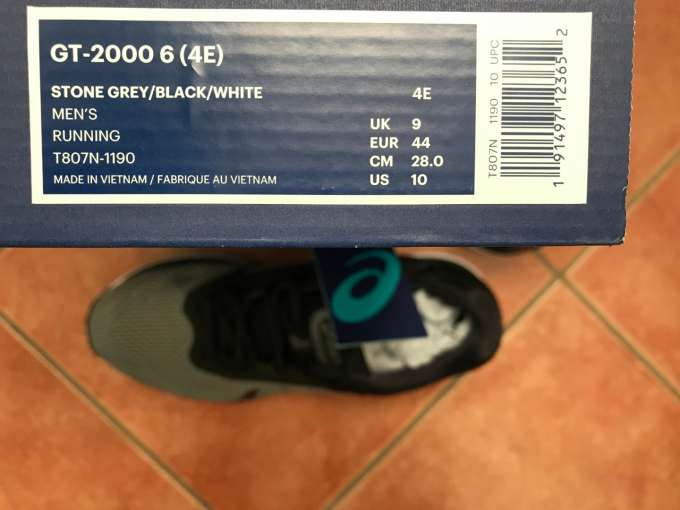 GT-2000 6 (4E)
STONE GREY/BLACK/WHITE 4E
MEN'S
RUNNING
T807N-1190
MADE IN VIETNAM / FABRIQUE AU VIETNAM
UK 9
EUR 44
CM 28.0
US 10
T807N 1190 10 UPC
1 91497 12365 2